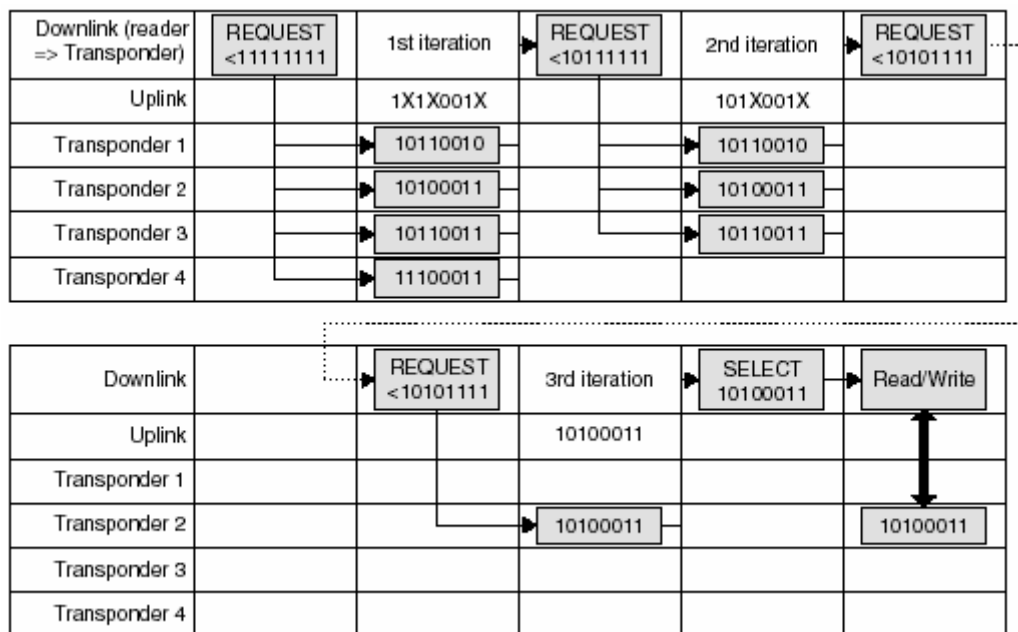 Downlink (reader
=> Transponder)
REQUEST
<11111111
1st iteration
REQUEST
<10111111
2nd iteration
REQUEST
<10101111
Uplink
1X1X001X
101X001X
Transponder 1
10110010
10110010
Transponder 2
10100011
10100011
Transponder 3
10110011
10110011
Transponder 4
11100011
Downlink
REQUEST
<10101111
3rd iteration
SELECT
10100011
Read/Write
Uplink
10100011
Transponder 1
Transponder 2
10100011
10100011
Transponder 3
Transponder 4